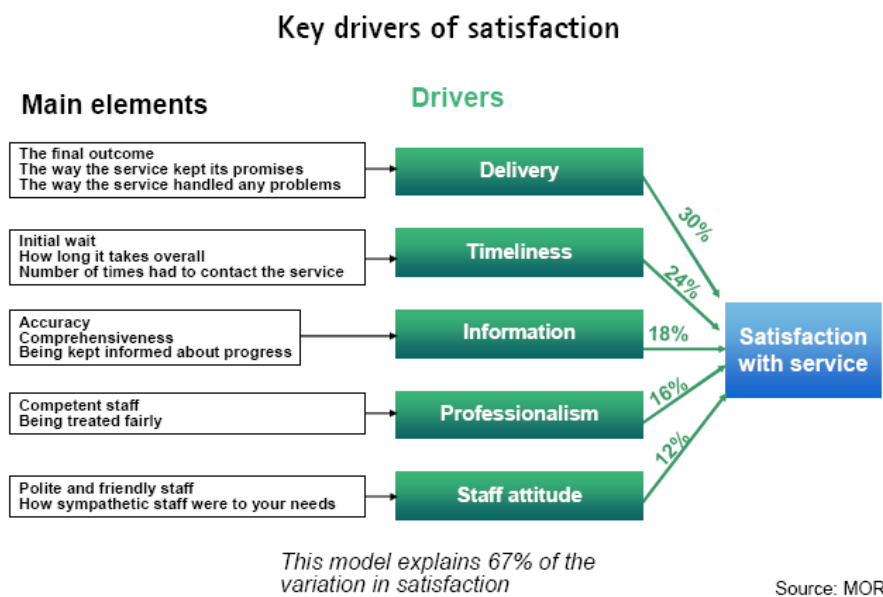 Key drivers of satisfaction
Main elements
Drivers
The final outcome
The way the service kept its promises
The way the service handled any problems
Delivery
30%
Initial wait
How long it takes overall
Number of times had to contact the service
Timeliness
24%
Accuracy
Comprehensiveness
Being kept informed about progress
Information
18%
Satisfaction
with service
Competent staff
Being treated fairly
Professionalism
16%
Polite and friendly staff
How sympathetic staff were to your needs
Staff attitude
12%
This model explains 67% of the
variation in satisfaction
Source: MOR